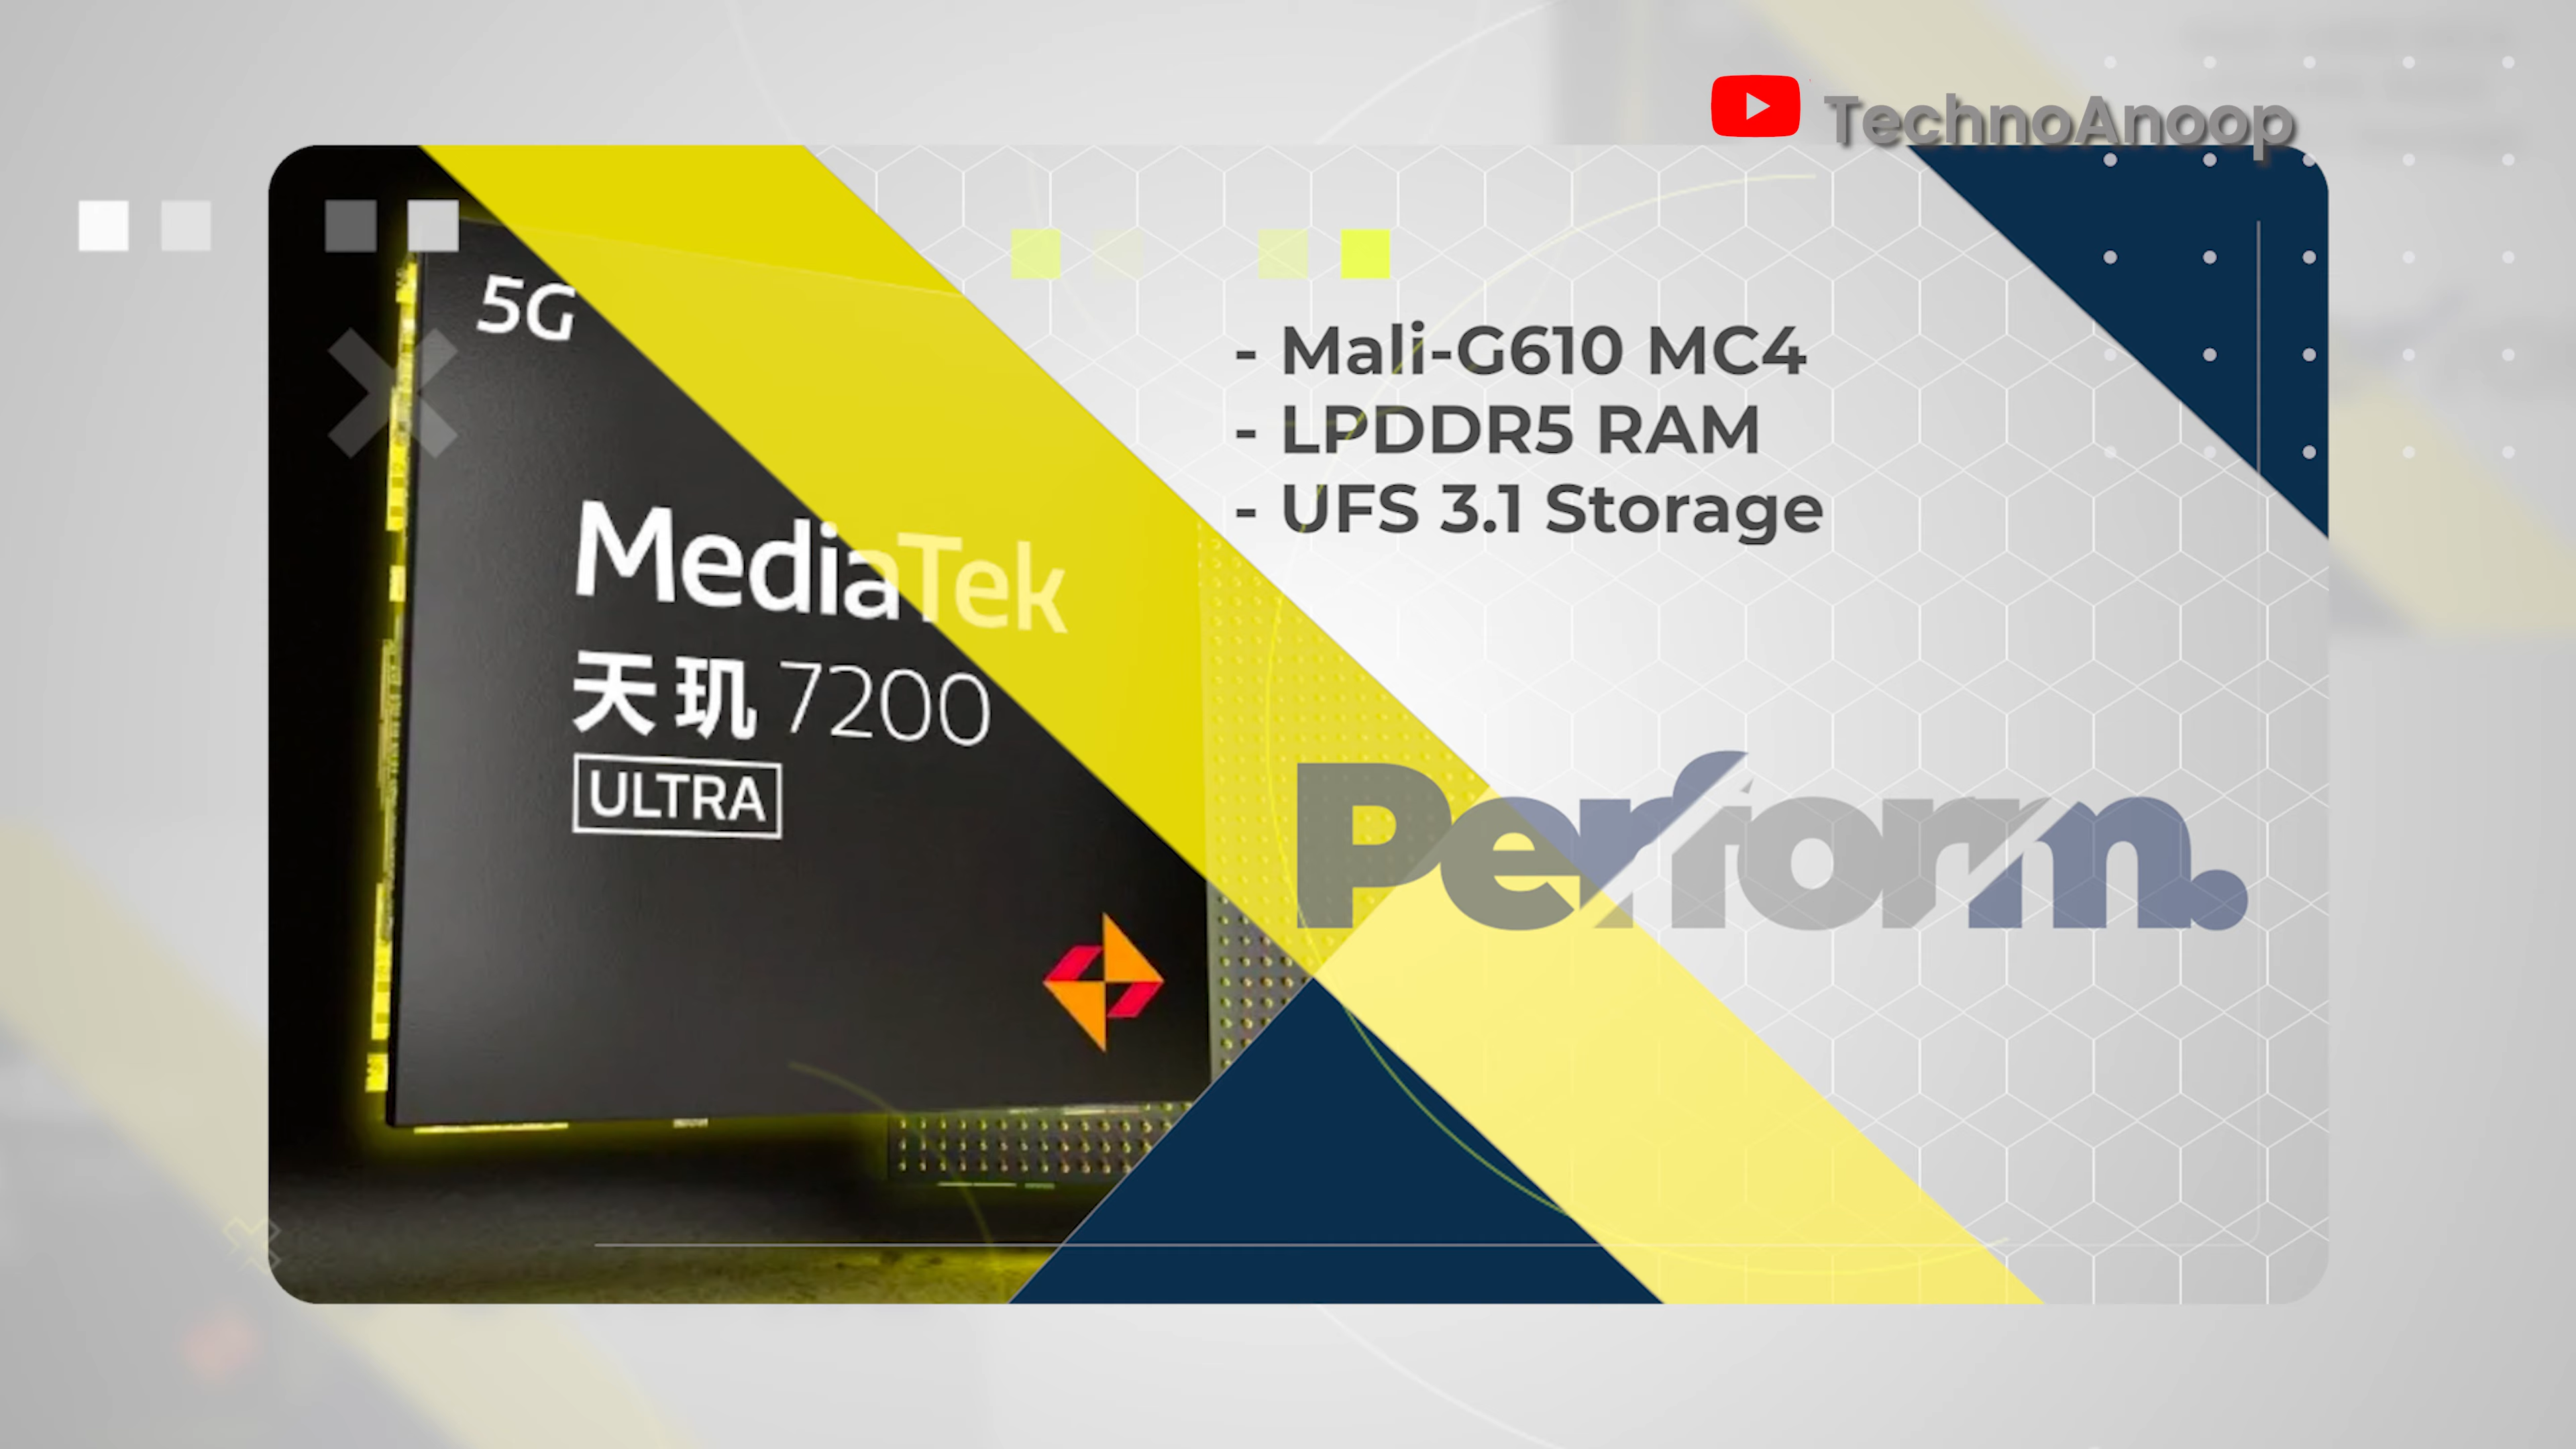 TechnoAnoop
5G
MediaTek
天玑 7200
ULTRA
- Mali-G610 MC4
- LPDDR5 RAM
- UFS 3.1 Storage
Perform.